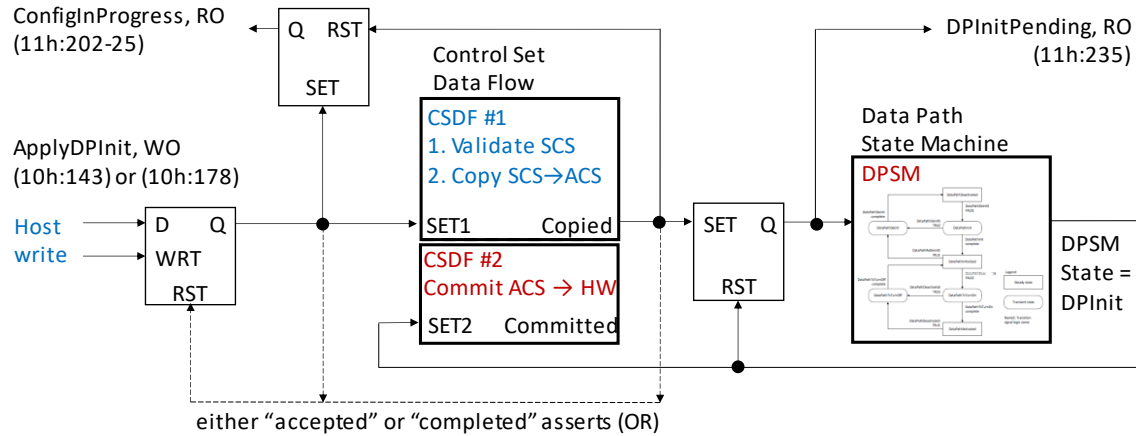 ConfigInProgress, RO
(11h:202-25)
Q RST
SET
Control Set
Data Flow
DPInitPending, RO
(11h:235)
ApplyDPInit, WO
(10h:143) or (10h:178)
Host
write
D Q
WRT
RST
CSDF #1
1. Validate SCS
2. Copy SCS→ACS
SET1 Copied
CSDF #2
Commit ACS → HW
SET2 Committed
SET Q
RST
Data Path
State Machine
DPSM
DPSM
State =
DPInit
either “accepted” or “completed” asserts (OR)